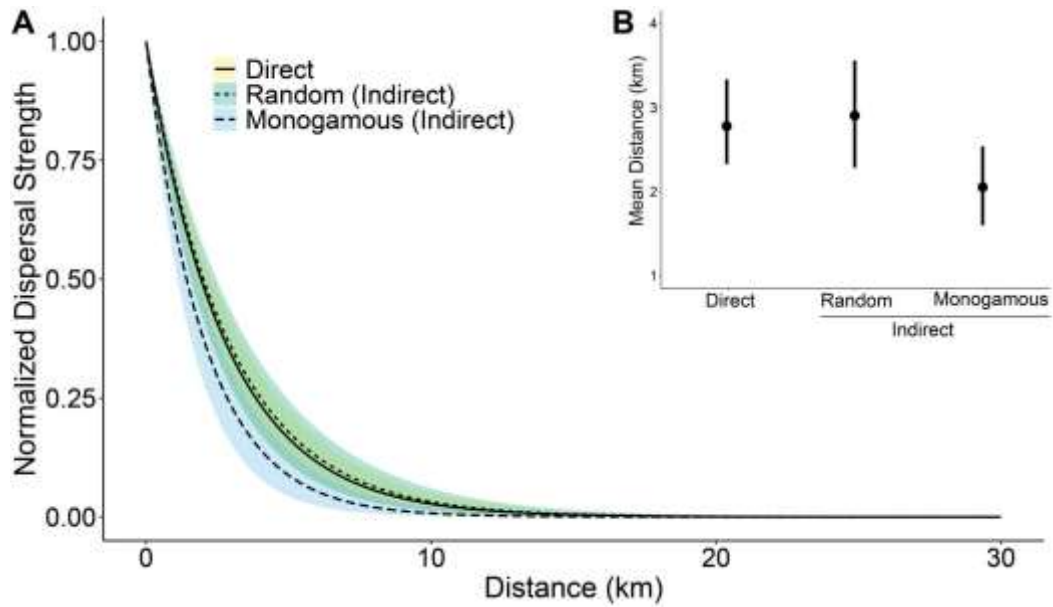 A
Normalized Dispersal Strength
1.00
0.75
0.50
0.25
0.00
Direct
Random (Indirect)
Monogamous (Indirect)
0 10 20 30
Distance (km)
B
Mean Distance (km)
4
3
2
1
Direct Random Monogamous
Indirect